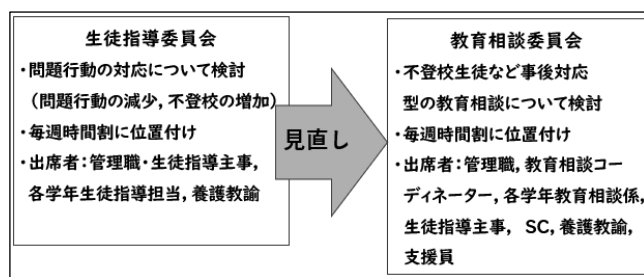 生徒指導委員会
・問題行動の対応について検討
（問題行動の減少，不登校の増加）
・毎週時間割に位置付け
・出席者：管理職・生徒指導主事，
各学年生徒指導担当，養護教諭
見直し
教育相談委員会
・不登校生徒など事後対応
型の教育相談について検討
・毎週時間割に位置付け
・出席者：管理職，教育相談コー
ディネーター，各学年教育相談係，
生徒指導主事， SC，養護教諭，
支援員